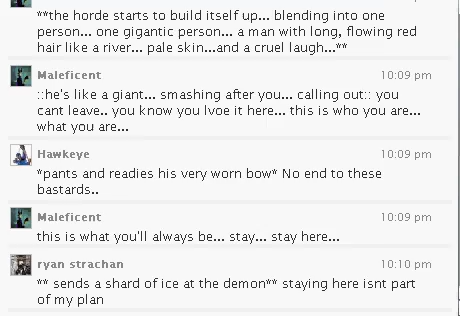 **the horde starts to build itself up... blending into one
person... one gigantic person... a man with long, flowing red
hair like a river... pale skin...and a cruel laugh...**
Maleficent 10:09 pm
::he's like a giant... smashing after you... calling out:: you
cant leave.. you know you lvoe it here... this is who you are...
what you are...
Hawkeye 10:09 pm
*pants and readies his very worn bow* No end to these
bastards..
Maleficent 10:09 pm
this is what you'll always be... stay... stay here...
ryan strachan 10:10 pm
** sends a shard of ice at the demon** staying here isnt part
of my plan